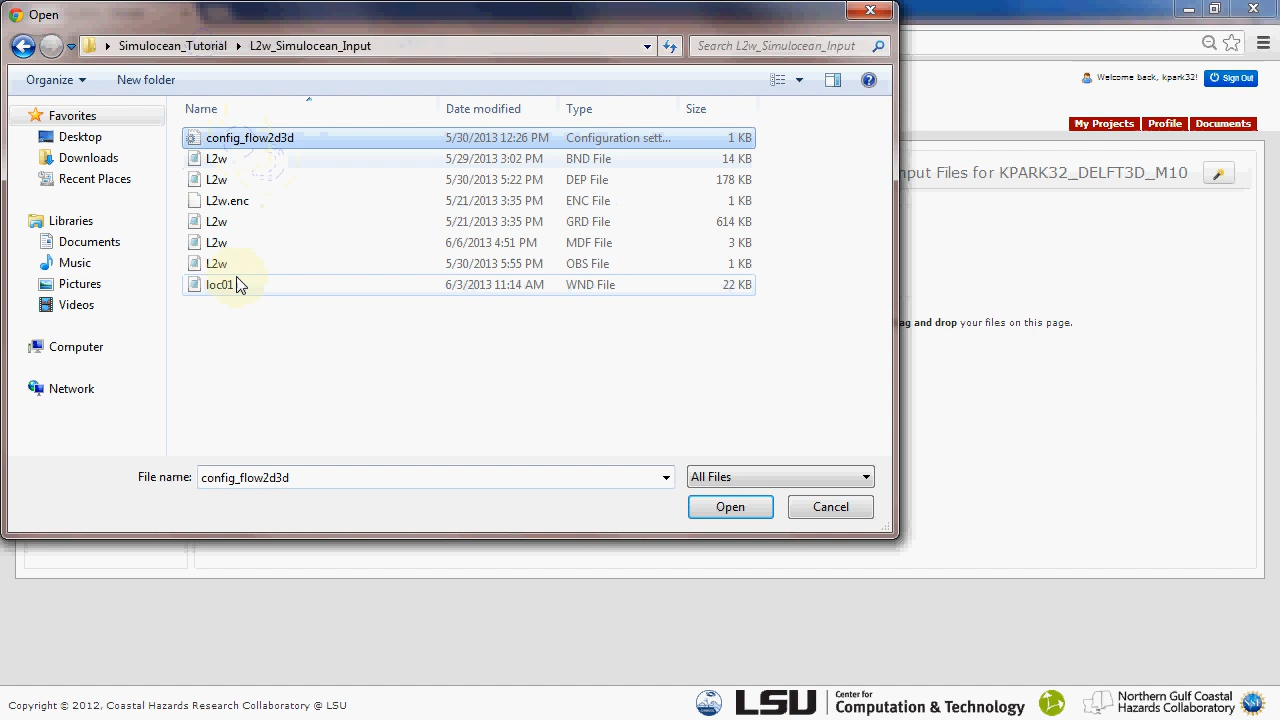 Open
Simulocean_Tutorial
L2w_Simulocean_Input
Search L2w_Simulocean_Input
Organize
New folder
Name
Date modified
Type
Size
Favorites
Desktop
Downloads
Recent Places
Libraries
Documents
Music
Pictures
Videos
Computer
Network
config_flow2d3d 5/30/2013 12:26 PM Configuration sett... 1 KB
L2w 5/29/2013 3:02 PM BND File 14 KB
L2w 5/30/2013 5:22 PM DEP File 178 KB
L2w.enc 5/21/2013 3:35 PM ENC File 1 KB
L2w 5/21/2013 3:35 PM GRD File 614 KB
L2w 6/6/2013 4:51 PM MDF File 3 KB
L2w 5/30/2013 5:55 PM OBS File 1 KB
loc01 6/3/2013 11:14 AM WND File 22 KB
File name: config_flow2d3d
All Files
Open
Cancel
Welcome back, kpark32!
Sign Out
My Projects
Profile
Documents
nput Files for KPARK32_DELFT3D_M10
ag and drop your files on this page.
Copyright © 2012, Coastal Hazards Research Collaboratory @ LSU
LSU
Center for
Computation & Technology
Northern Gulf Coastal
Hazards Collaboratory
NSF